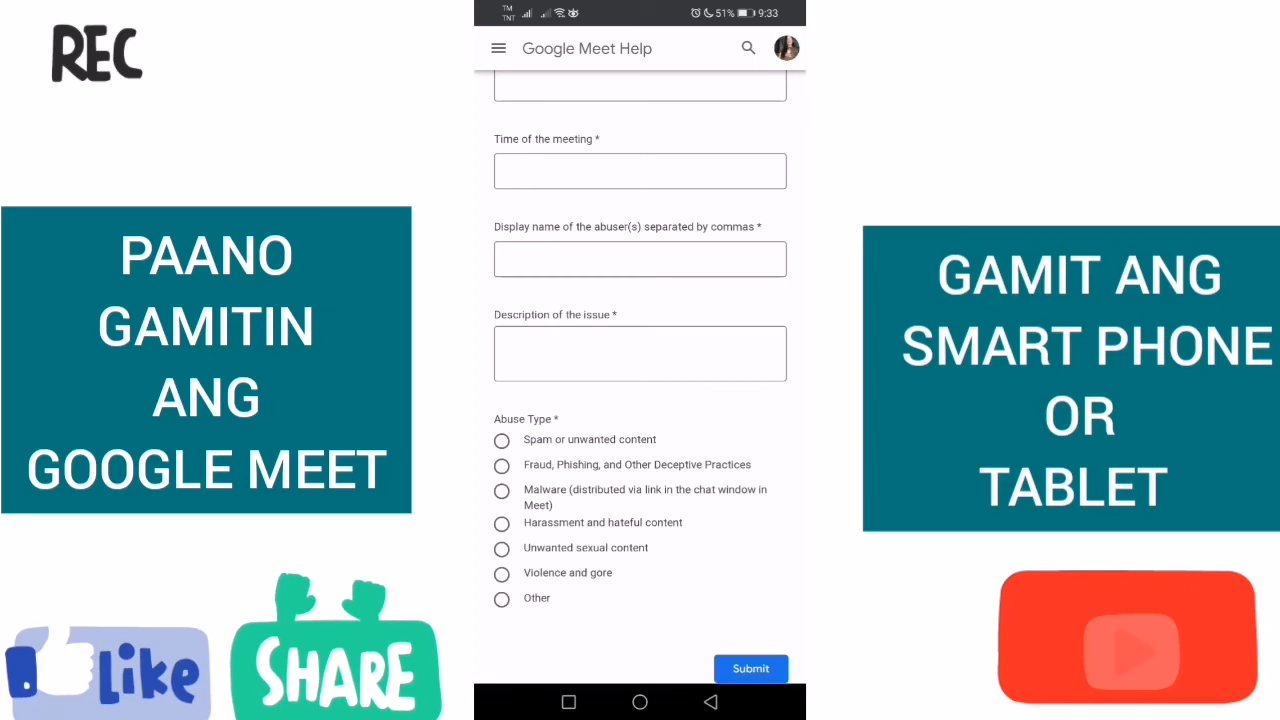 REC
TM
TNT
51% 9:33
Google Meet Help
Time of the meeting *
Display name of the abuser(s) separated by commas *
Description of the issue *
Abuse Type *
Spam or unwanted content
Fraud, Phishing, and Other Deceptive Practices
Malware (distributed via link in the chat window in
Meet)
Harassment and hateful content
Unwanted sexual content
Violence and gore
Other
Submit
PAANO
GAMITIN
ANG
GOOGLE MEET
GAMIT ANG
SMART PHONE
OR
TABLET
Like
SHARE